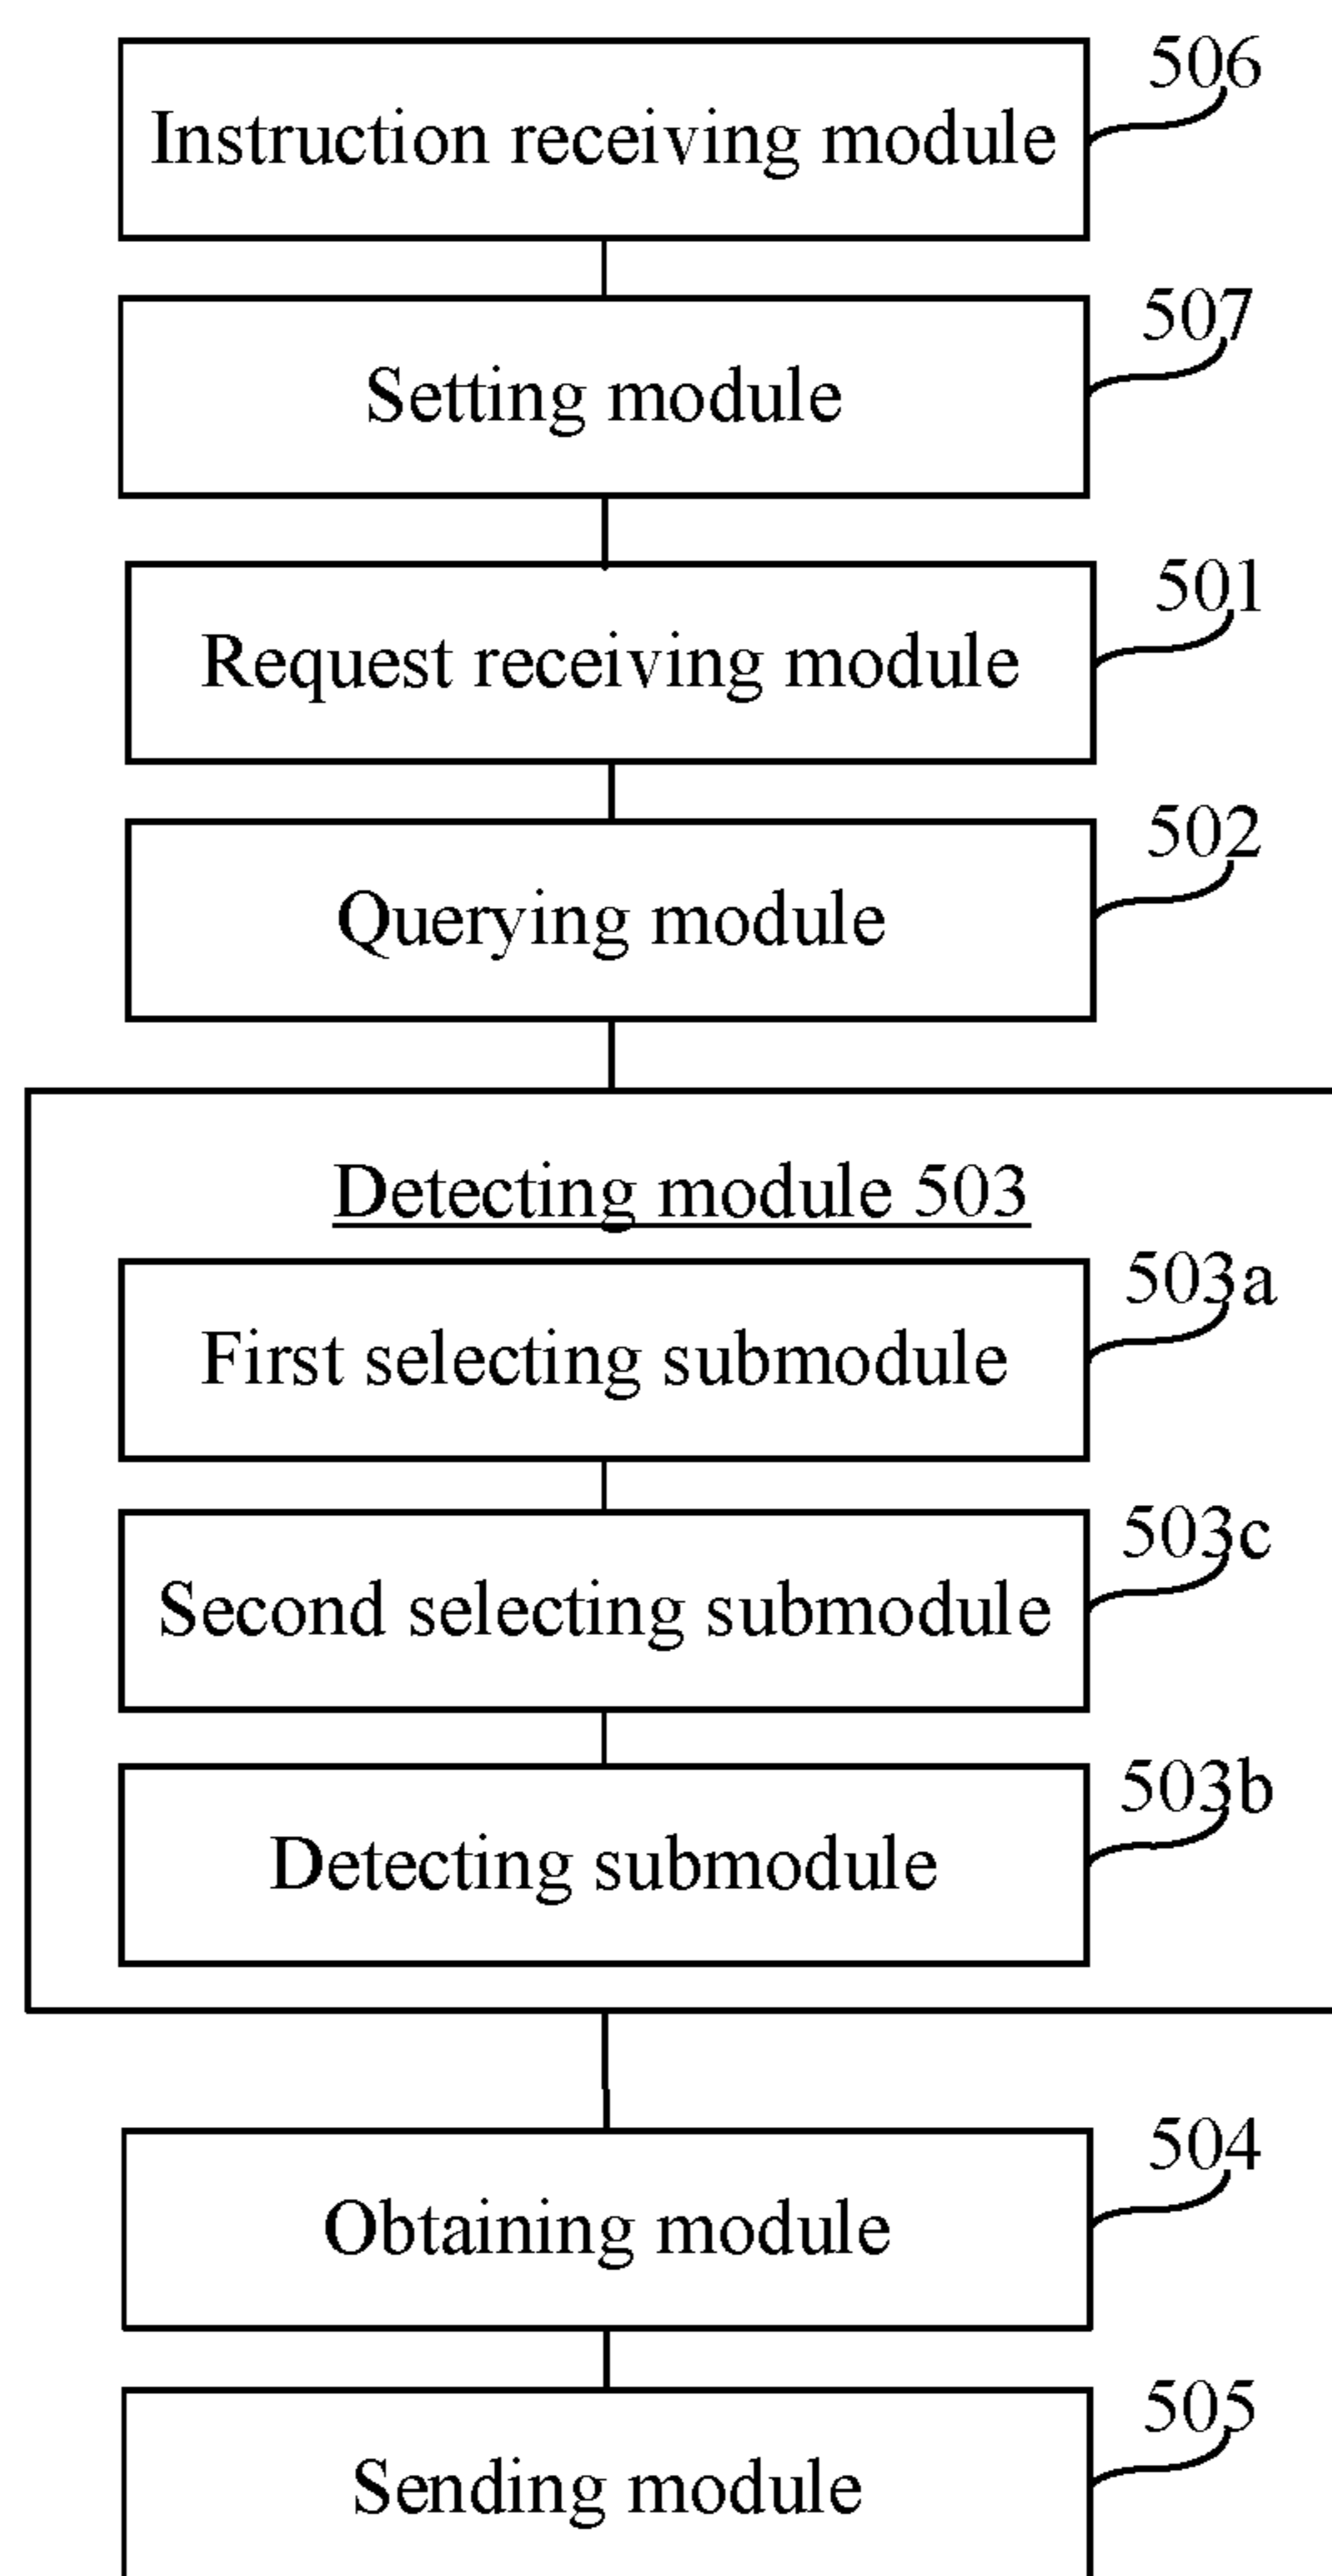 506
Instruction receiving module
507
Setting module
501
Request receiving module
502
Querying module
Detecting module 503
503a
First selecting submodule
503c
Second selecting submodule
503b
Detecting submodule
504
Obtaining module
505
Sending module